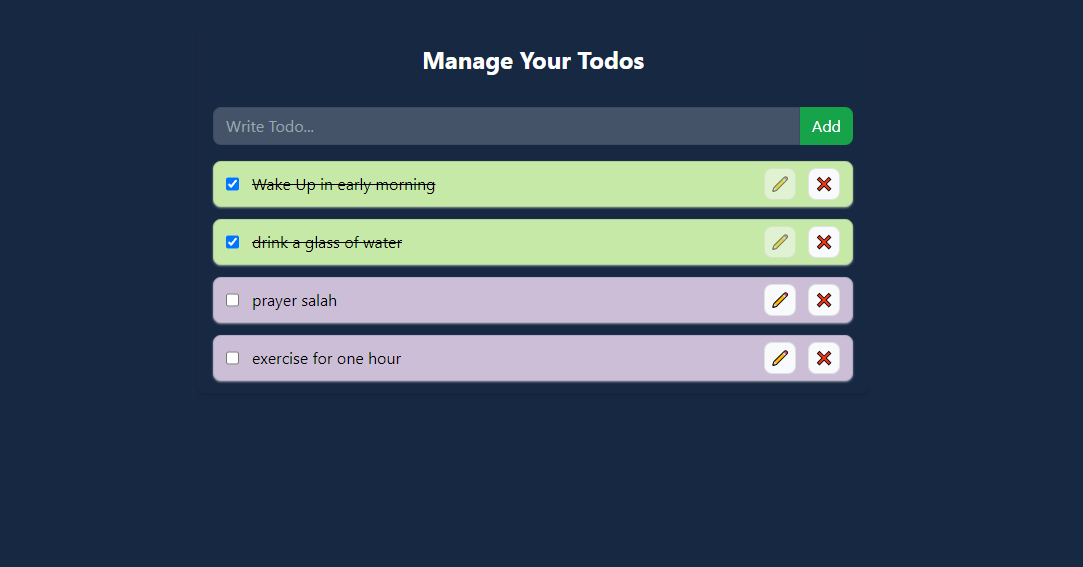 Manage Your Todos
Write Todo...
Add
Wake Up in early morning
drink a glass of water
prayer salah
exercise for one hour